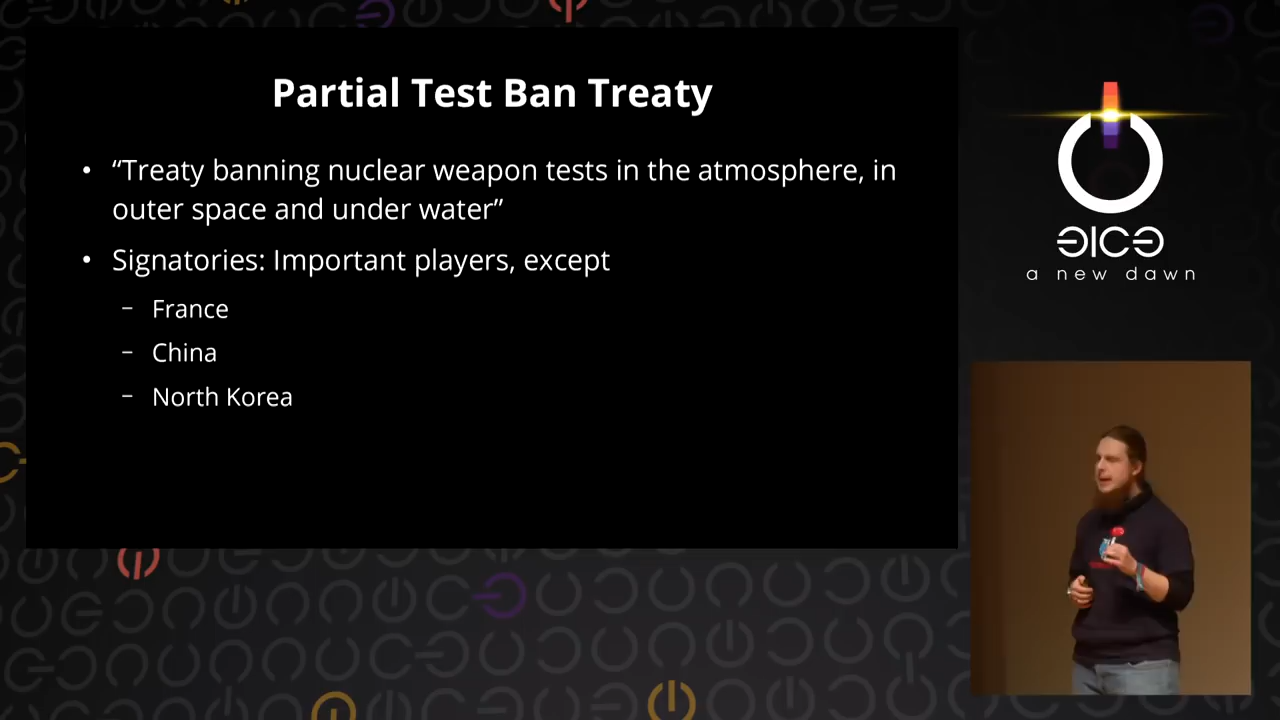 Partial Test Ban Treaty
• “Treaty banning nuclear weapon tests in the atmosphere, in
outer space and under water”
• Signatories: Important players, except
– France
– China
– North Korea
ƎICƎ
a new dawn